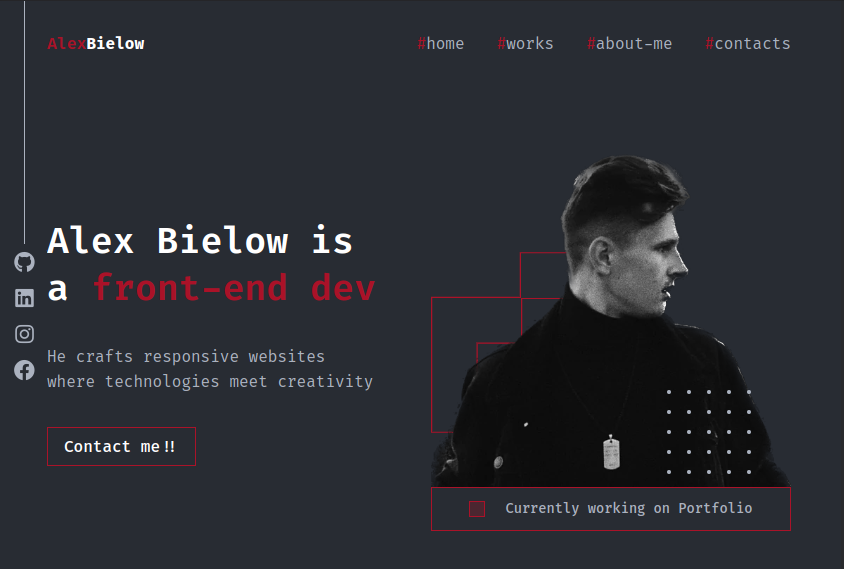 AlexBielow
#home #works #about-me #contacts
Alex Bielow is
a front-end dev
He crafts responsive websites
where technologies meet creativity
Contact me!!
Currently working on Portfolio